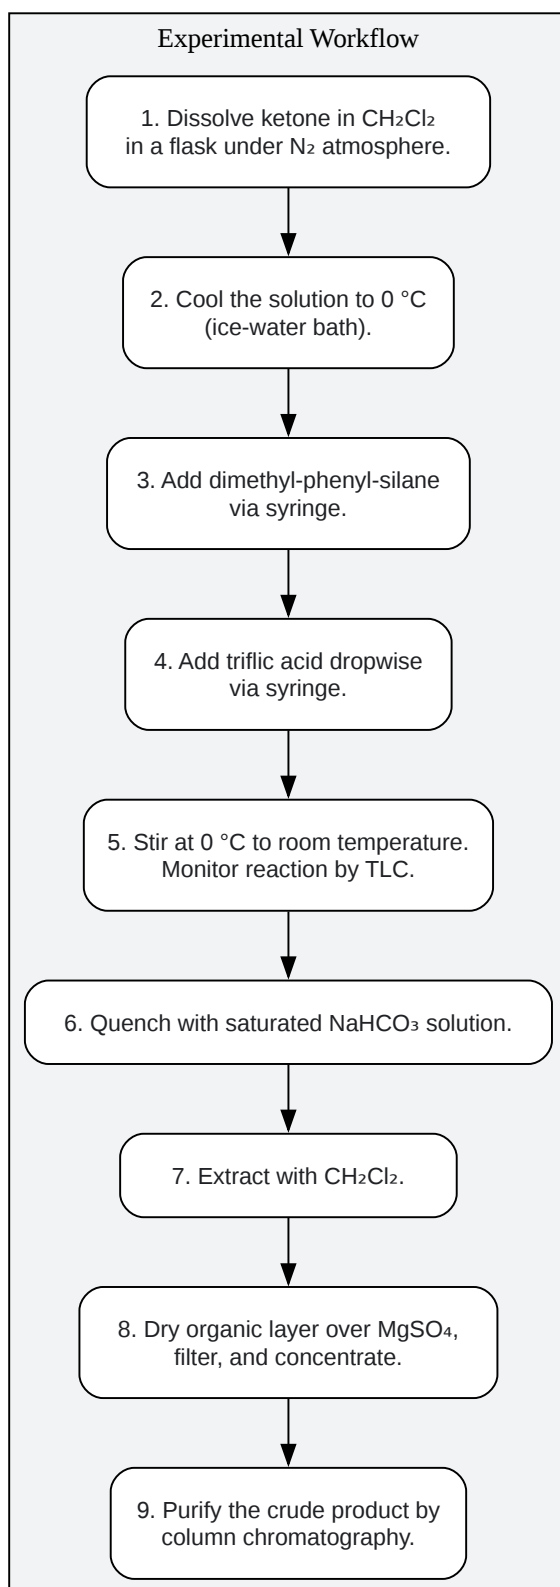 Experimental Workflow
1. Dissolve ketone in CH₂Cl₂
in a flask under N₂ atmosphere.
2. Cool the solution to 0 °C
(ice-water bath).
3. Add dimethyl-phenyl-silane
via syringe.
4. Add triflic acid dropwise
via syringe.
5. Stir at 0 °C to room temperature.
Monitor reaction by TLC.
6. Quench with saturated NaHCO₃ solution.
7. Extract with CH₂Cl₂.
8. Dry organic layer over MgSO₄,
filter, and concentrate.
9. Purify the crude product by
column chromatography.